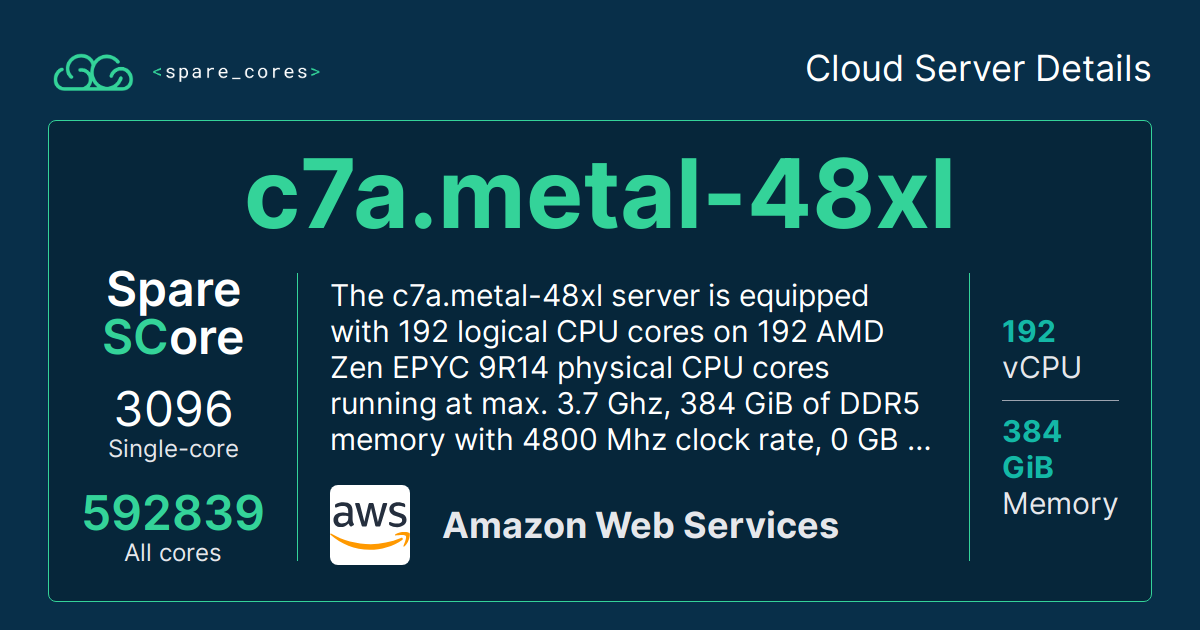 <spare_cores>
Cloud Server Details
c7a.metal-48xl
Spare
SCore
3096
Single-core
592839
All cores
The c7a.metal-48xl server is equipped
with 192 logical CPU cores on 192 AMD
Zen EPYC 9R14 physical CPU cores
running at max. 3.7 Ghz, 384 GiB of DDR5
memory with 4800 Mhz clock rate, 0 GB ...
aws
Amazon Web Services
192
vCPU
384
GiB
Memory